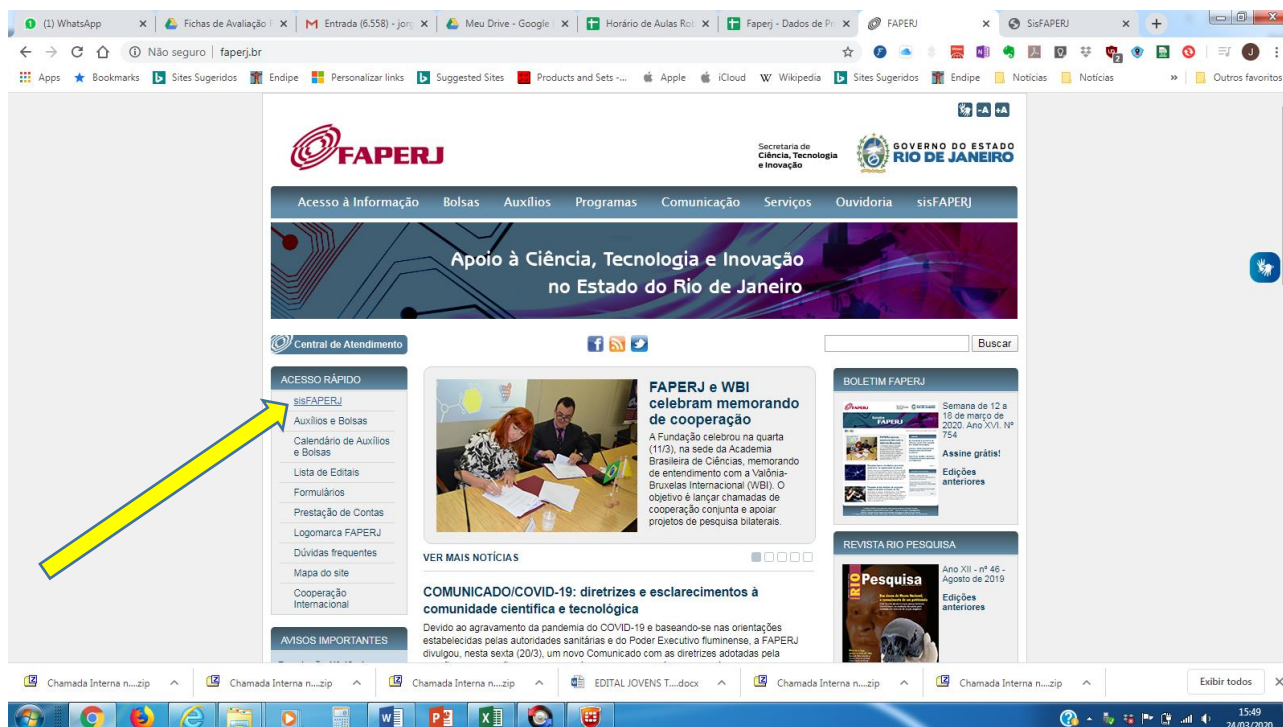 (1) WhatsApp
Fichas de Avaliação
Entrada (6.558) - jorg
Meu Drive - Google
Horário de Aulas Rob
Faperj - Dados de Pr
FAPERJ
SisFAPERJ
Não seguro | faperj.br
Apps
Bookmarks
Sites Sugeridos
Endipe
Personalizar links
Suggested Sites
Products and Sets -...
Apple
iCloud
Wikipedia
Sites Sugeridos
Endipe
Notícias
Notícias
»
Outros favoritos
-A +A
FAPERJ
Secretaria de
Ciência, Tecnologia
e Inovação
GOVERNO DO ESTADO
RIO DE JANEIRO
Acesso à Informação Bolsas Auxílios Programas Comunicação Serviços Ouvidoria sisFAPERJ
Apoio à Ciência, Tecnologia e Inovação
no Estado do Rio de Janeiro
Central de Atendimento
Buscar
ACESSO RÁPIDO
sisFAPERJ
Auxílios e Bolsas
Calendário de Auxílios
e Bolsas
Lista de Editais
Formulários
Prestação de Contas
Logomarca FAPERJ
Dúvidas frequentes
Mapa do site
Cooperação
Internacional
AVISOS IMPORTANTES
FAPERJ e WBI
celebram memorando
de cooperação
A Fundação celebrou na quarta
(11/3), na sede da Academia
Brasileira de Ciências, memorando
de entendimento com a Valônia-
Bruxelas Internacional (WBI). O
objetivo é lançar chamadas de
cooperação conjunta e apoiar
projetos de pesquisa bilaterais.
VER MAIS NOTÍCIAS
COMUNICADO/COVID-19: diretrizes e esclarecimentos à
comunidade científica e tecnológica
Devido ao agravamento da pandemia do COVID-19 e baseando-se nas orientações
estabelecidas pelas autoridades sanitárias e do Poder Executivo fluminense, a FAPERJ
divulgou, nesta sexta (20/3), um novo Comunicado com as diretrizes adotadas pela
BOLETIM FAPERJ
FAPERJ
Semana de 12 a
18 de março de
2020. Ano XVI. Nº
754
Assine grátis!
Edições
anteriores
REVISTA RIO PESQUISA
RIO
Pesquisa
Ano XII - nº 46 -
Agosto de 2019
Edições
anteriores
Chamada Interna n....zip
Chamada Interna n....zip
Chamada Interna n....zip
EDITAL JOVENS T....docx
Chamada Interna n....zip
Chamada Interna n....zip
Exibir todos
15:49
24/03/2020